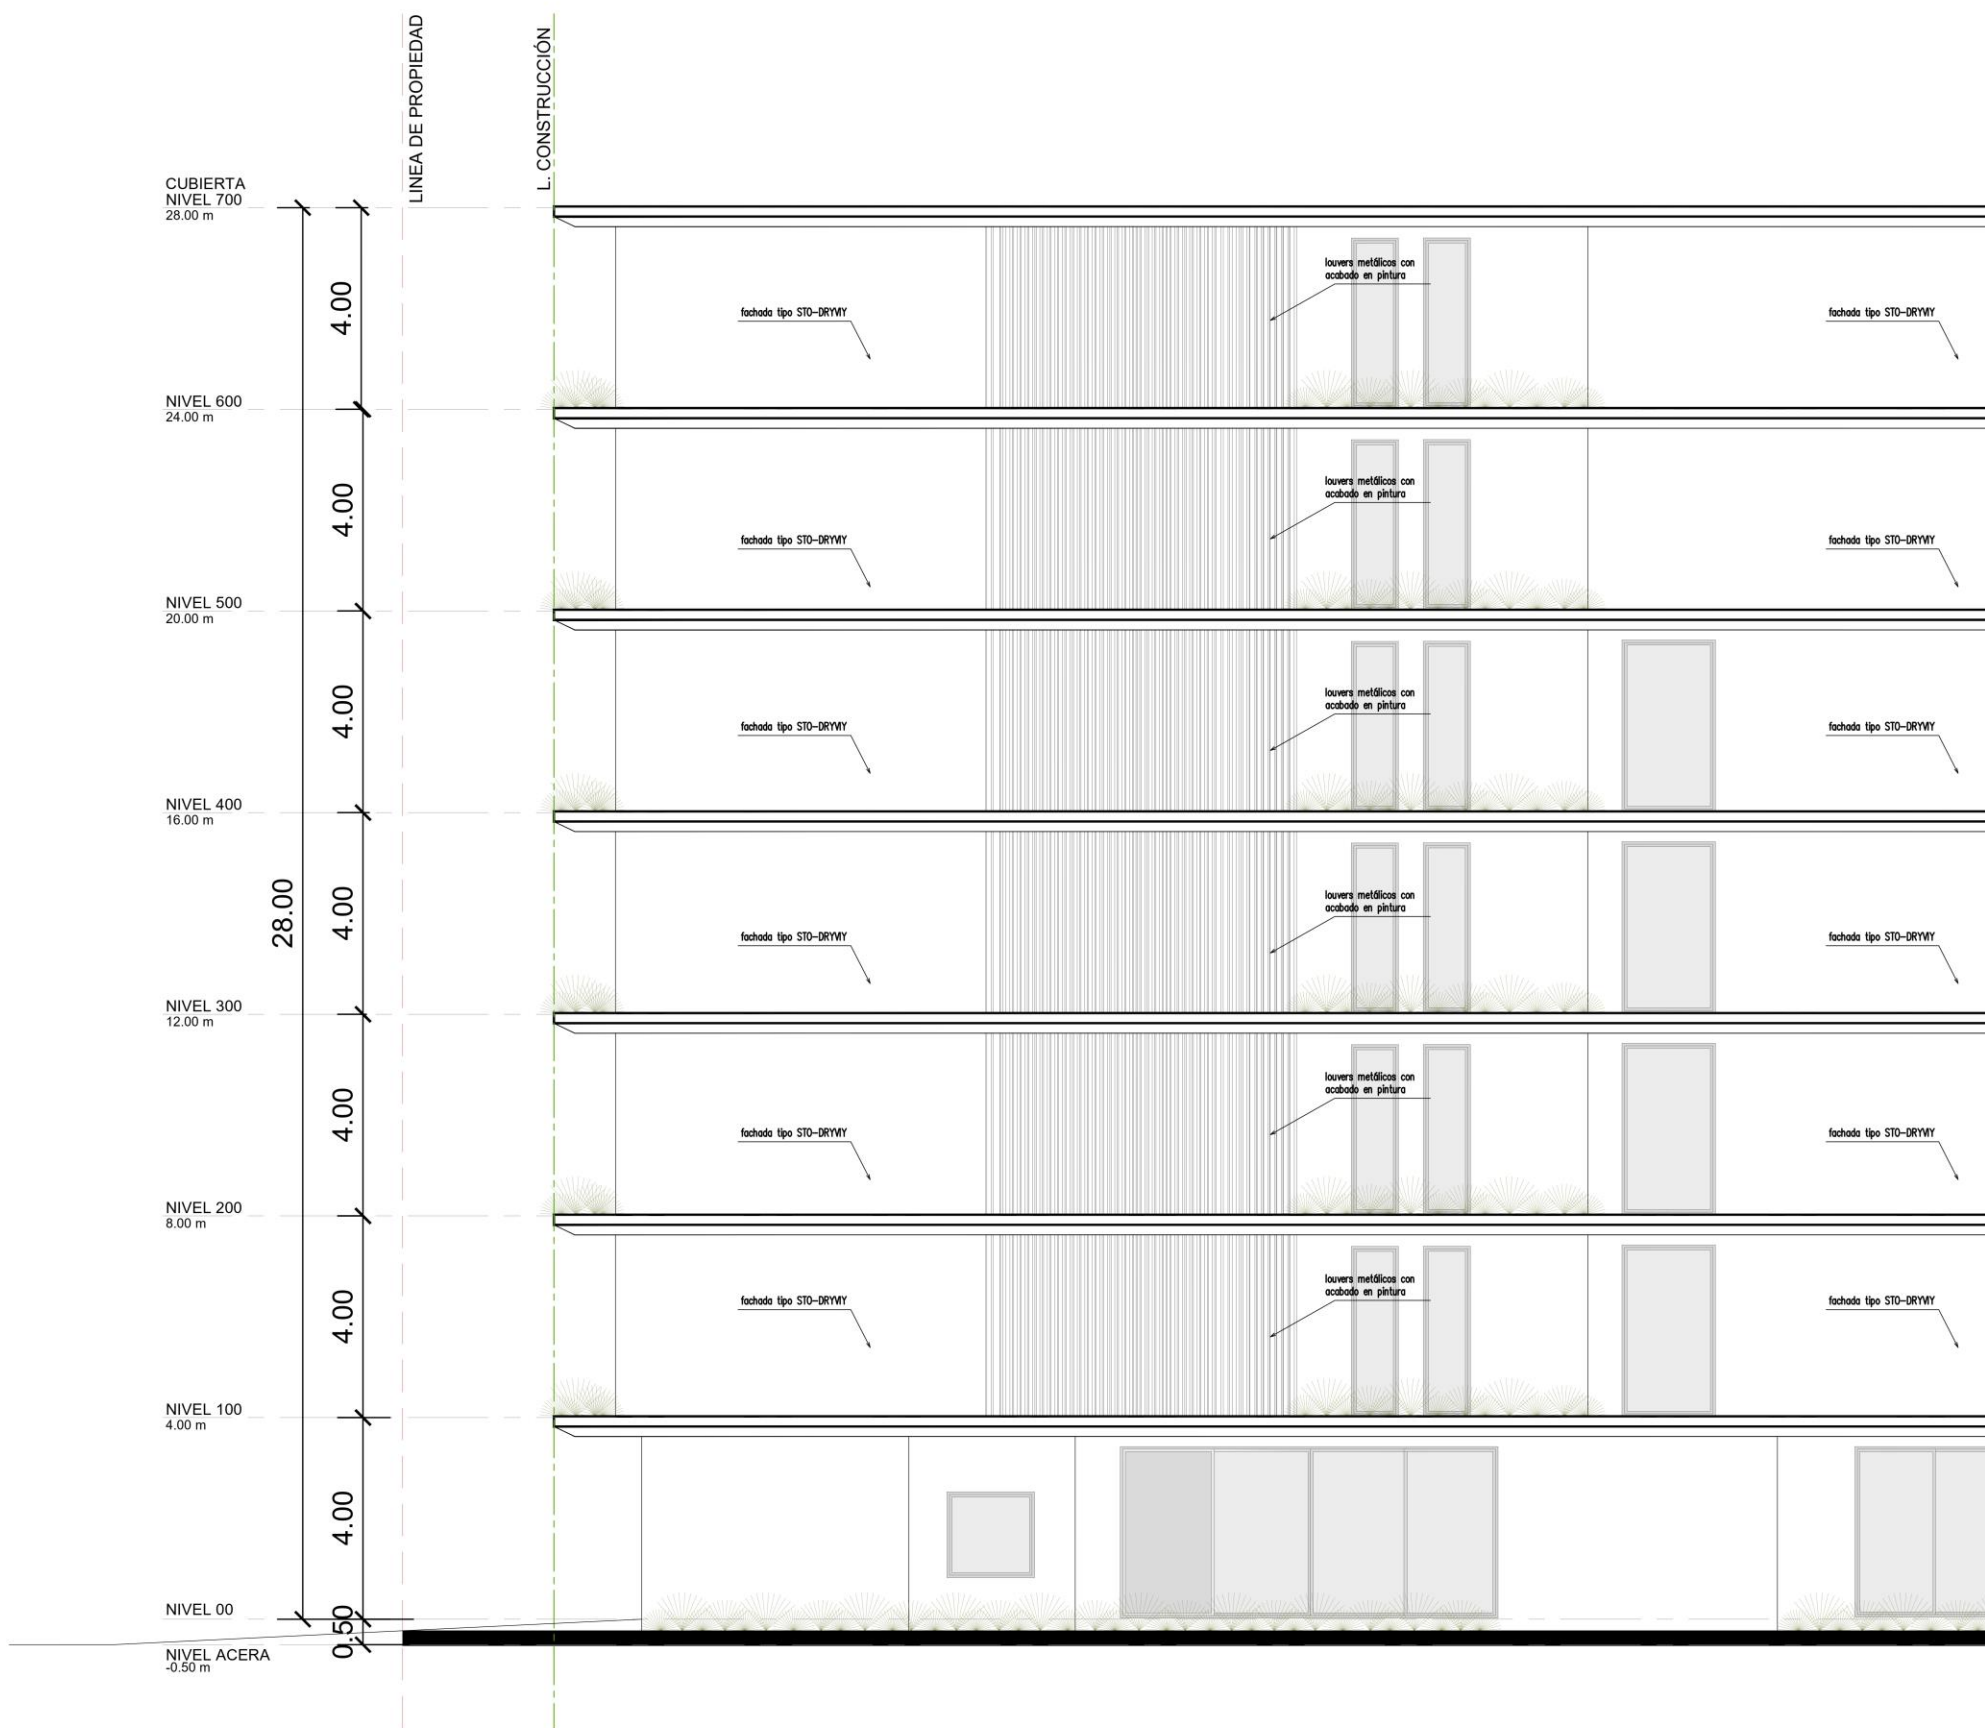 LINEA DE PROPIEDAD
L. CONSTRUCCIÓN
CUBIERTA
NIVEL 700
28.00 m
4.00
louvers metálicos con
acabado en pintura
fachada tipo STO-DRYVIY
fachada tipo STO-DRYVIY
NIVEL 600
24.00 m
4.00
louvers metálicos con
acabado en pintura
fachada tipo STO-DRYVIY
fachada tipo STO-DRYVIY
NIVEL 500
20.00 m
4.00
louvers metálicos con
acabado en pintura
fachada tipo STO-DRYVIY
fachada tipo STO-DRYVIY
NIVEL 400
16.00 m
28.00
4.00
louvers metálicos con
acabado en pintura
fachada tipo STO-DRYVIY
fachada tipo STO-DRYVIY
NIVEL 300
12.00 m
4.00
louvers metálicos con
acabado en pintura
fachada tipo STO-DRYVIY
fachada tipo STO-DRYVIY
NIVEL 200
8.00 m
4.00
louvers metálicos con
acabado en pintura
fachada tipo STO-DRYVIY
fachada tipo STO-DRYVIY
NIVEL 100
4.00 m
4.00
NIVEL 00
0.50
NIVEL ACERA
-0.50 m